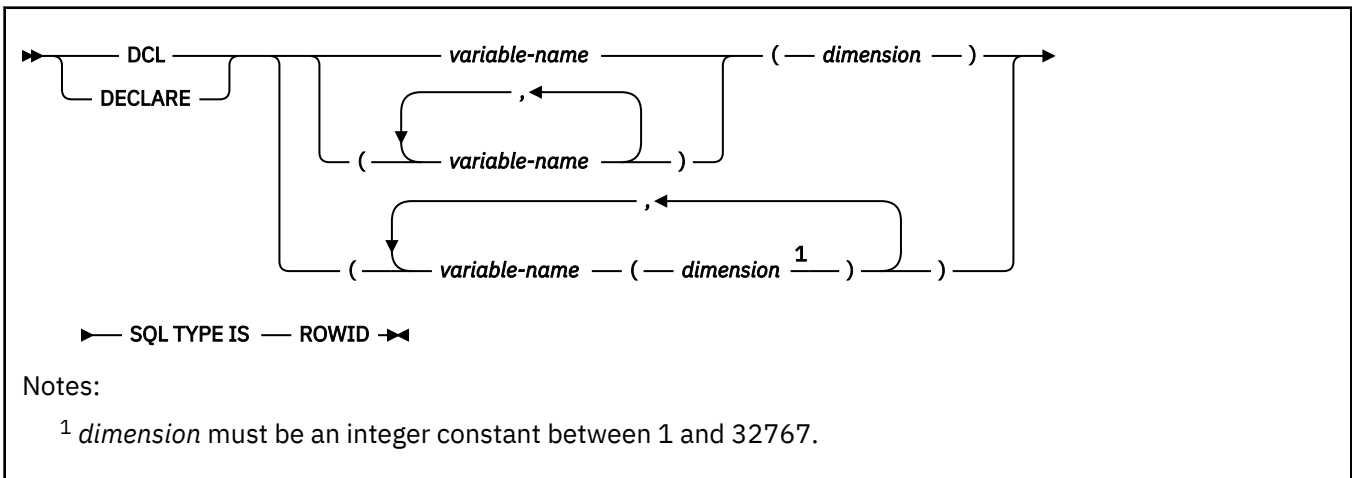 DCL variable-name ( dimension )
DECLARE ,
( variable-name )
,
( variable-name ( dimension 1 ) )
SQL TYPE IS ROWID
Notes:
1 dimension must be an integer constant between 1 and 32767.